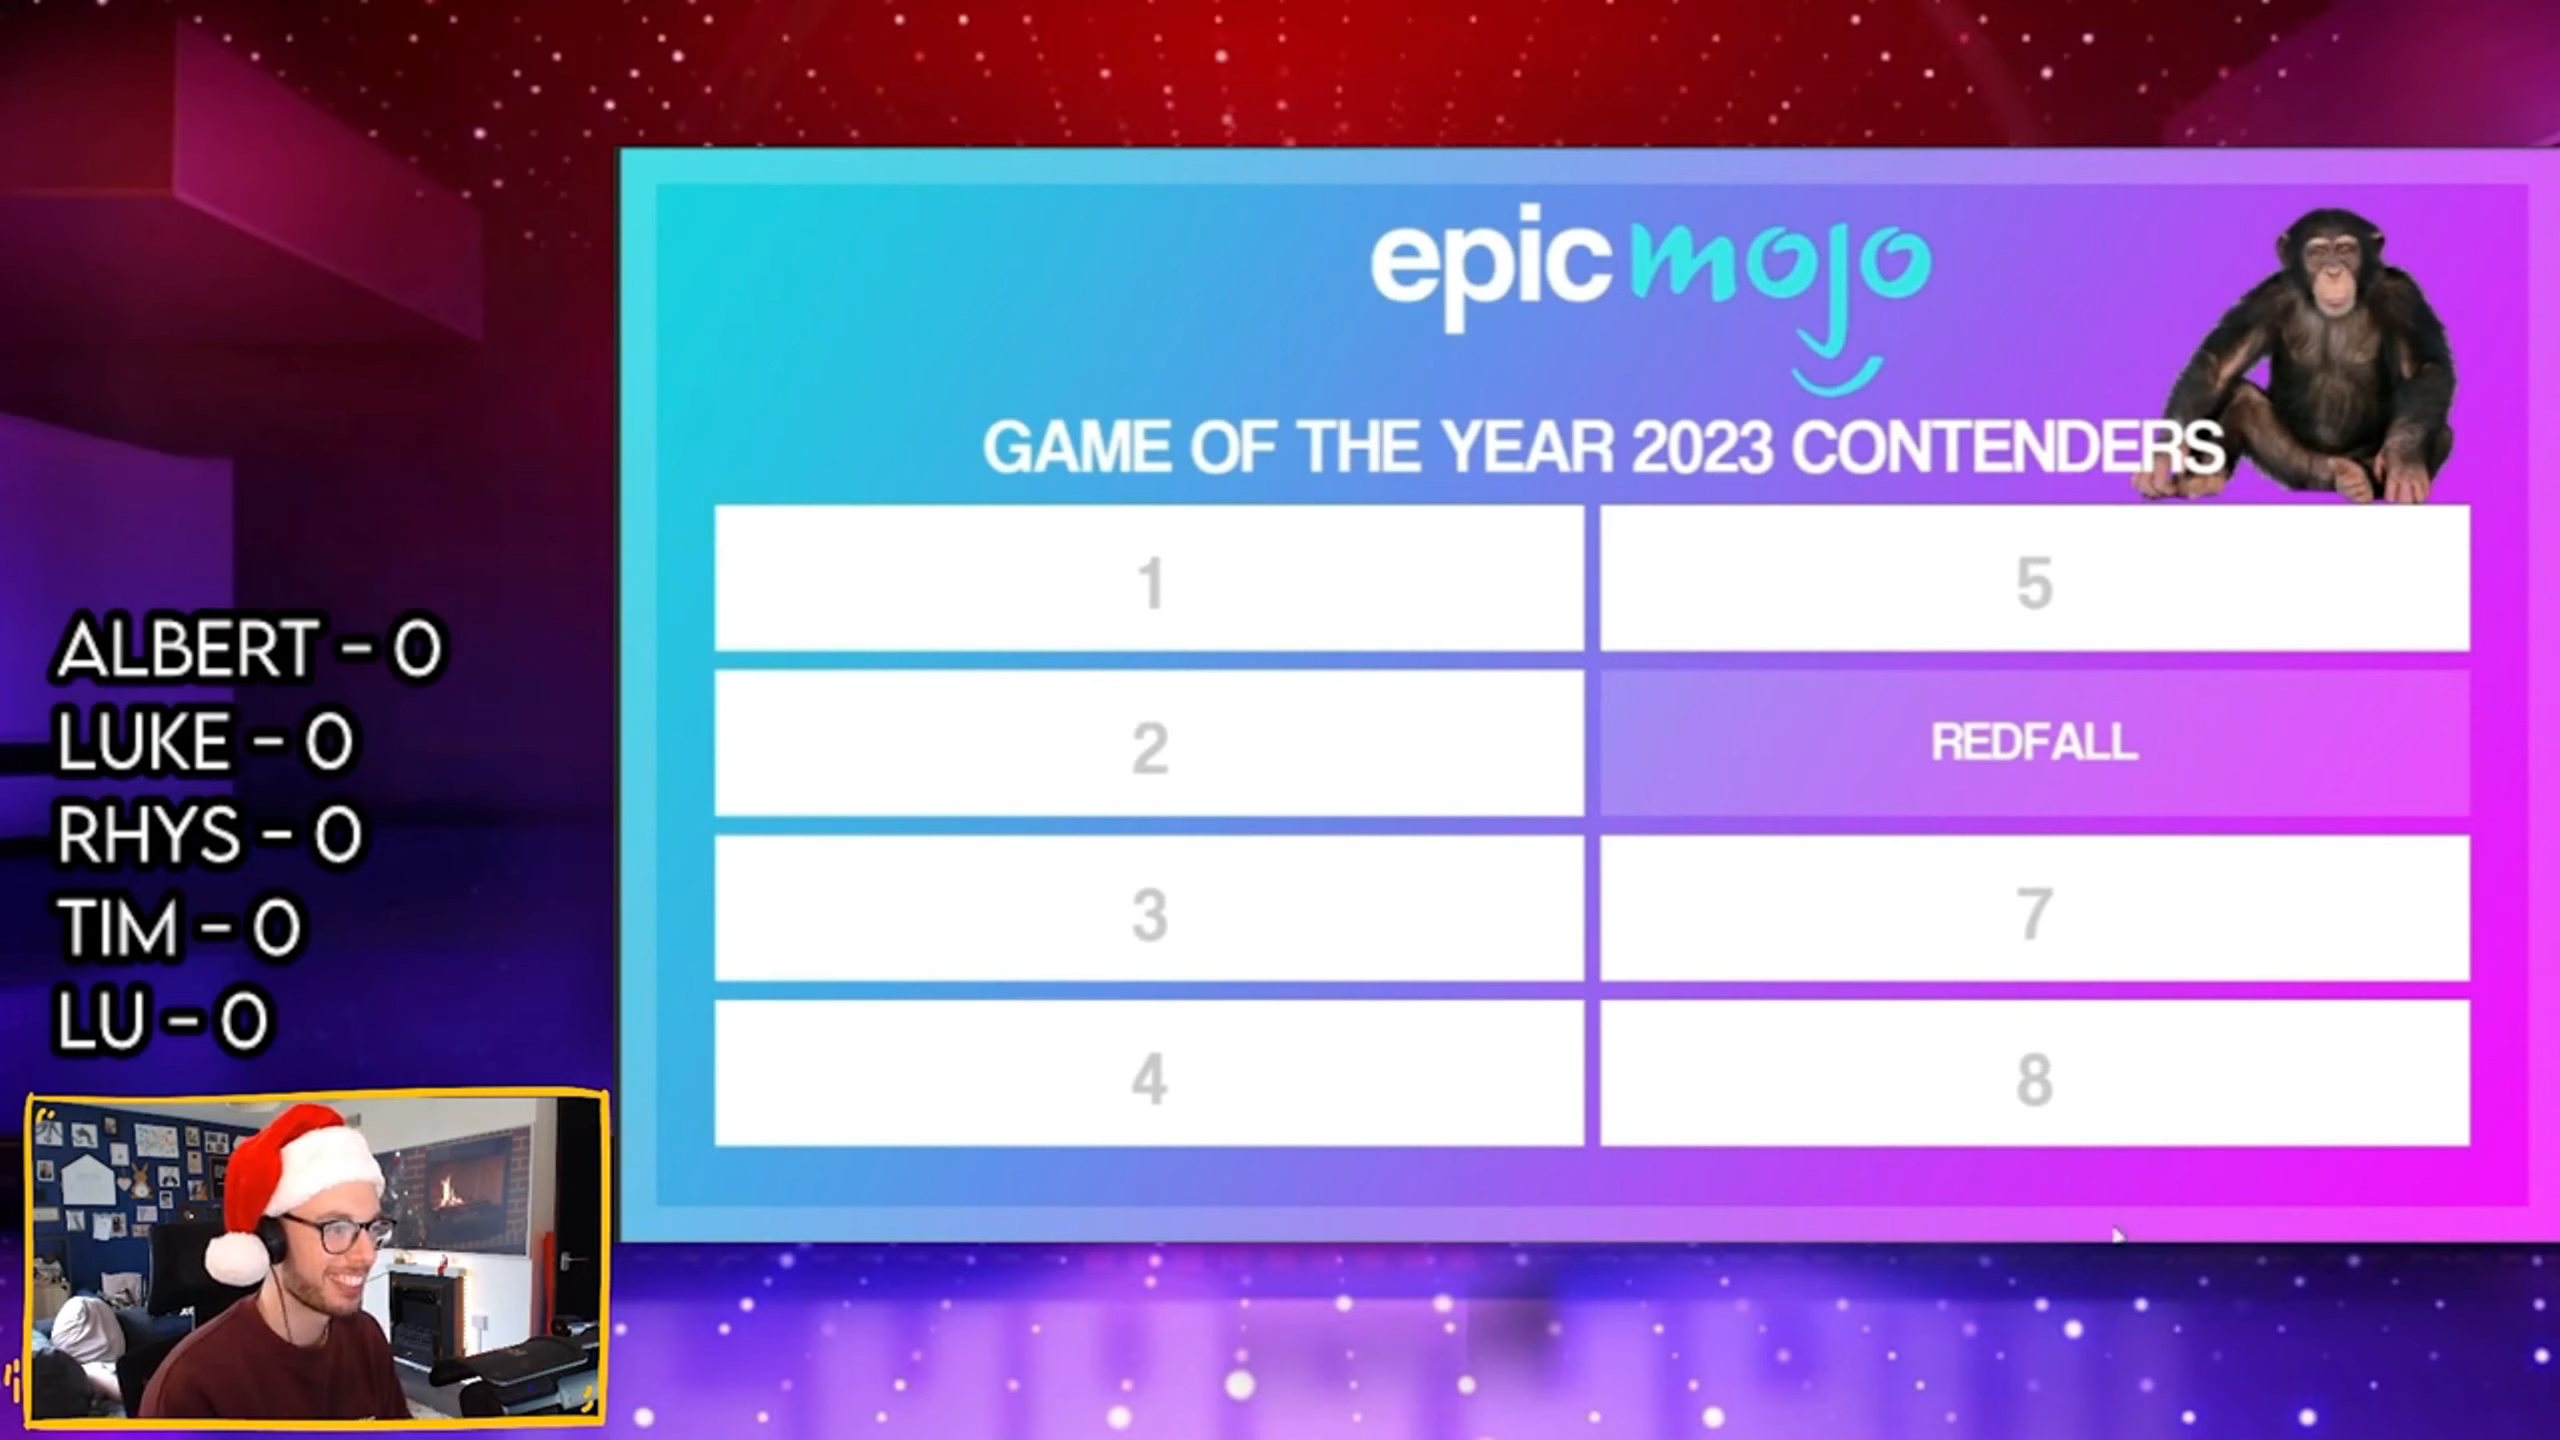 epic mojo
GAME OF THE YEAR 2023 CONTENDERS
1
2
3
4
5
REDFALL
7
8
ALBERT - 0
LUKE - 0
RHYS - 0
TIM - 0
LU - 0